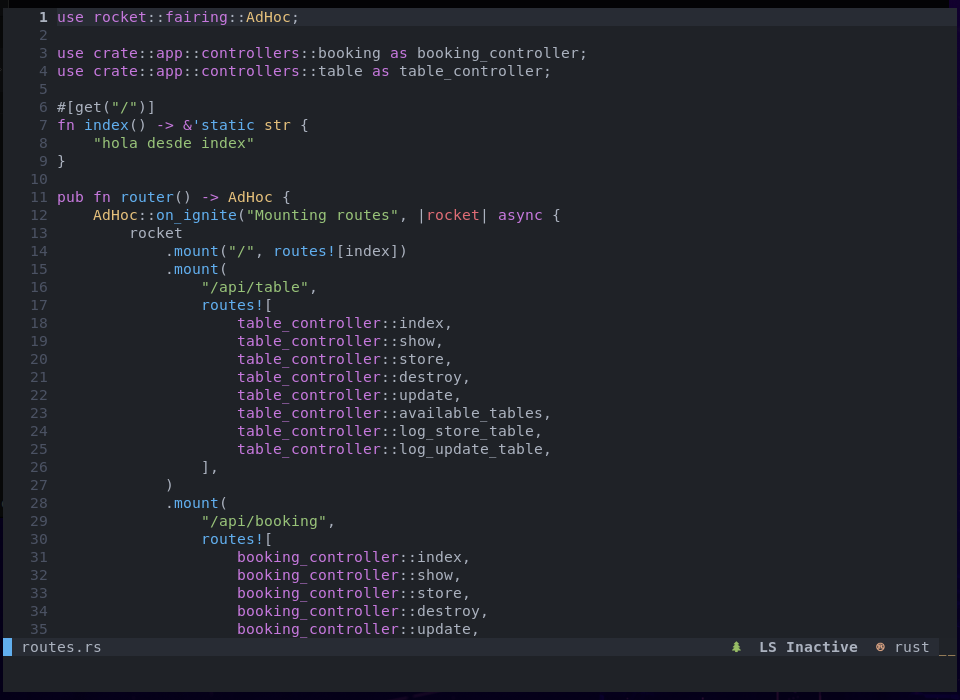 1 use rocket::fairing::AdHoc;
2
3 use crate::app::controllers::booking as booking_controller;
4 use crate::app::controllers::table as table_controller;
5
6 #[get("/")]
7 fn index() -> &'static str {
8     "hola desde index"
9 }
10
11 pub fn router() -> AdHoc {
12     AdHoc::on_ignite("Mounting routes", |rocket| async {
13         rocket
14             .mount("/", routes![index])
15             .mount(
16                 "/api/table",
17                 routes![
18                     table_controller::index,
19                     table_controller::show,
20                     table_controller::store,
21                     table_controller::destroy,
22                     table_controller::update,
23                     table_controller::available_tables,
24                     table_controller::log_store_table,
25                     table_controller::log_update_table,
26                 ],
27             )
28             .mount(
29                 "/api/booking",
30                 routes![
31                     booking_controller::index,
32                     booking_controller::show,
33                     booking_controller::store,
34                     booking_controller::destroy,
35                     booking_controller::update,
routes.rs LS Inactive rust __